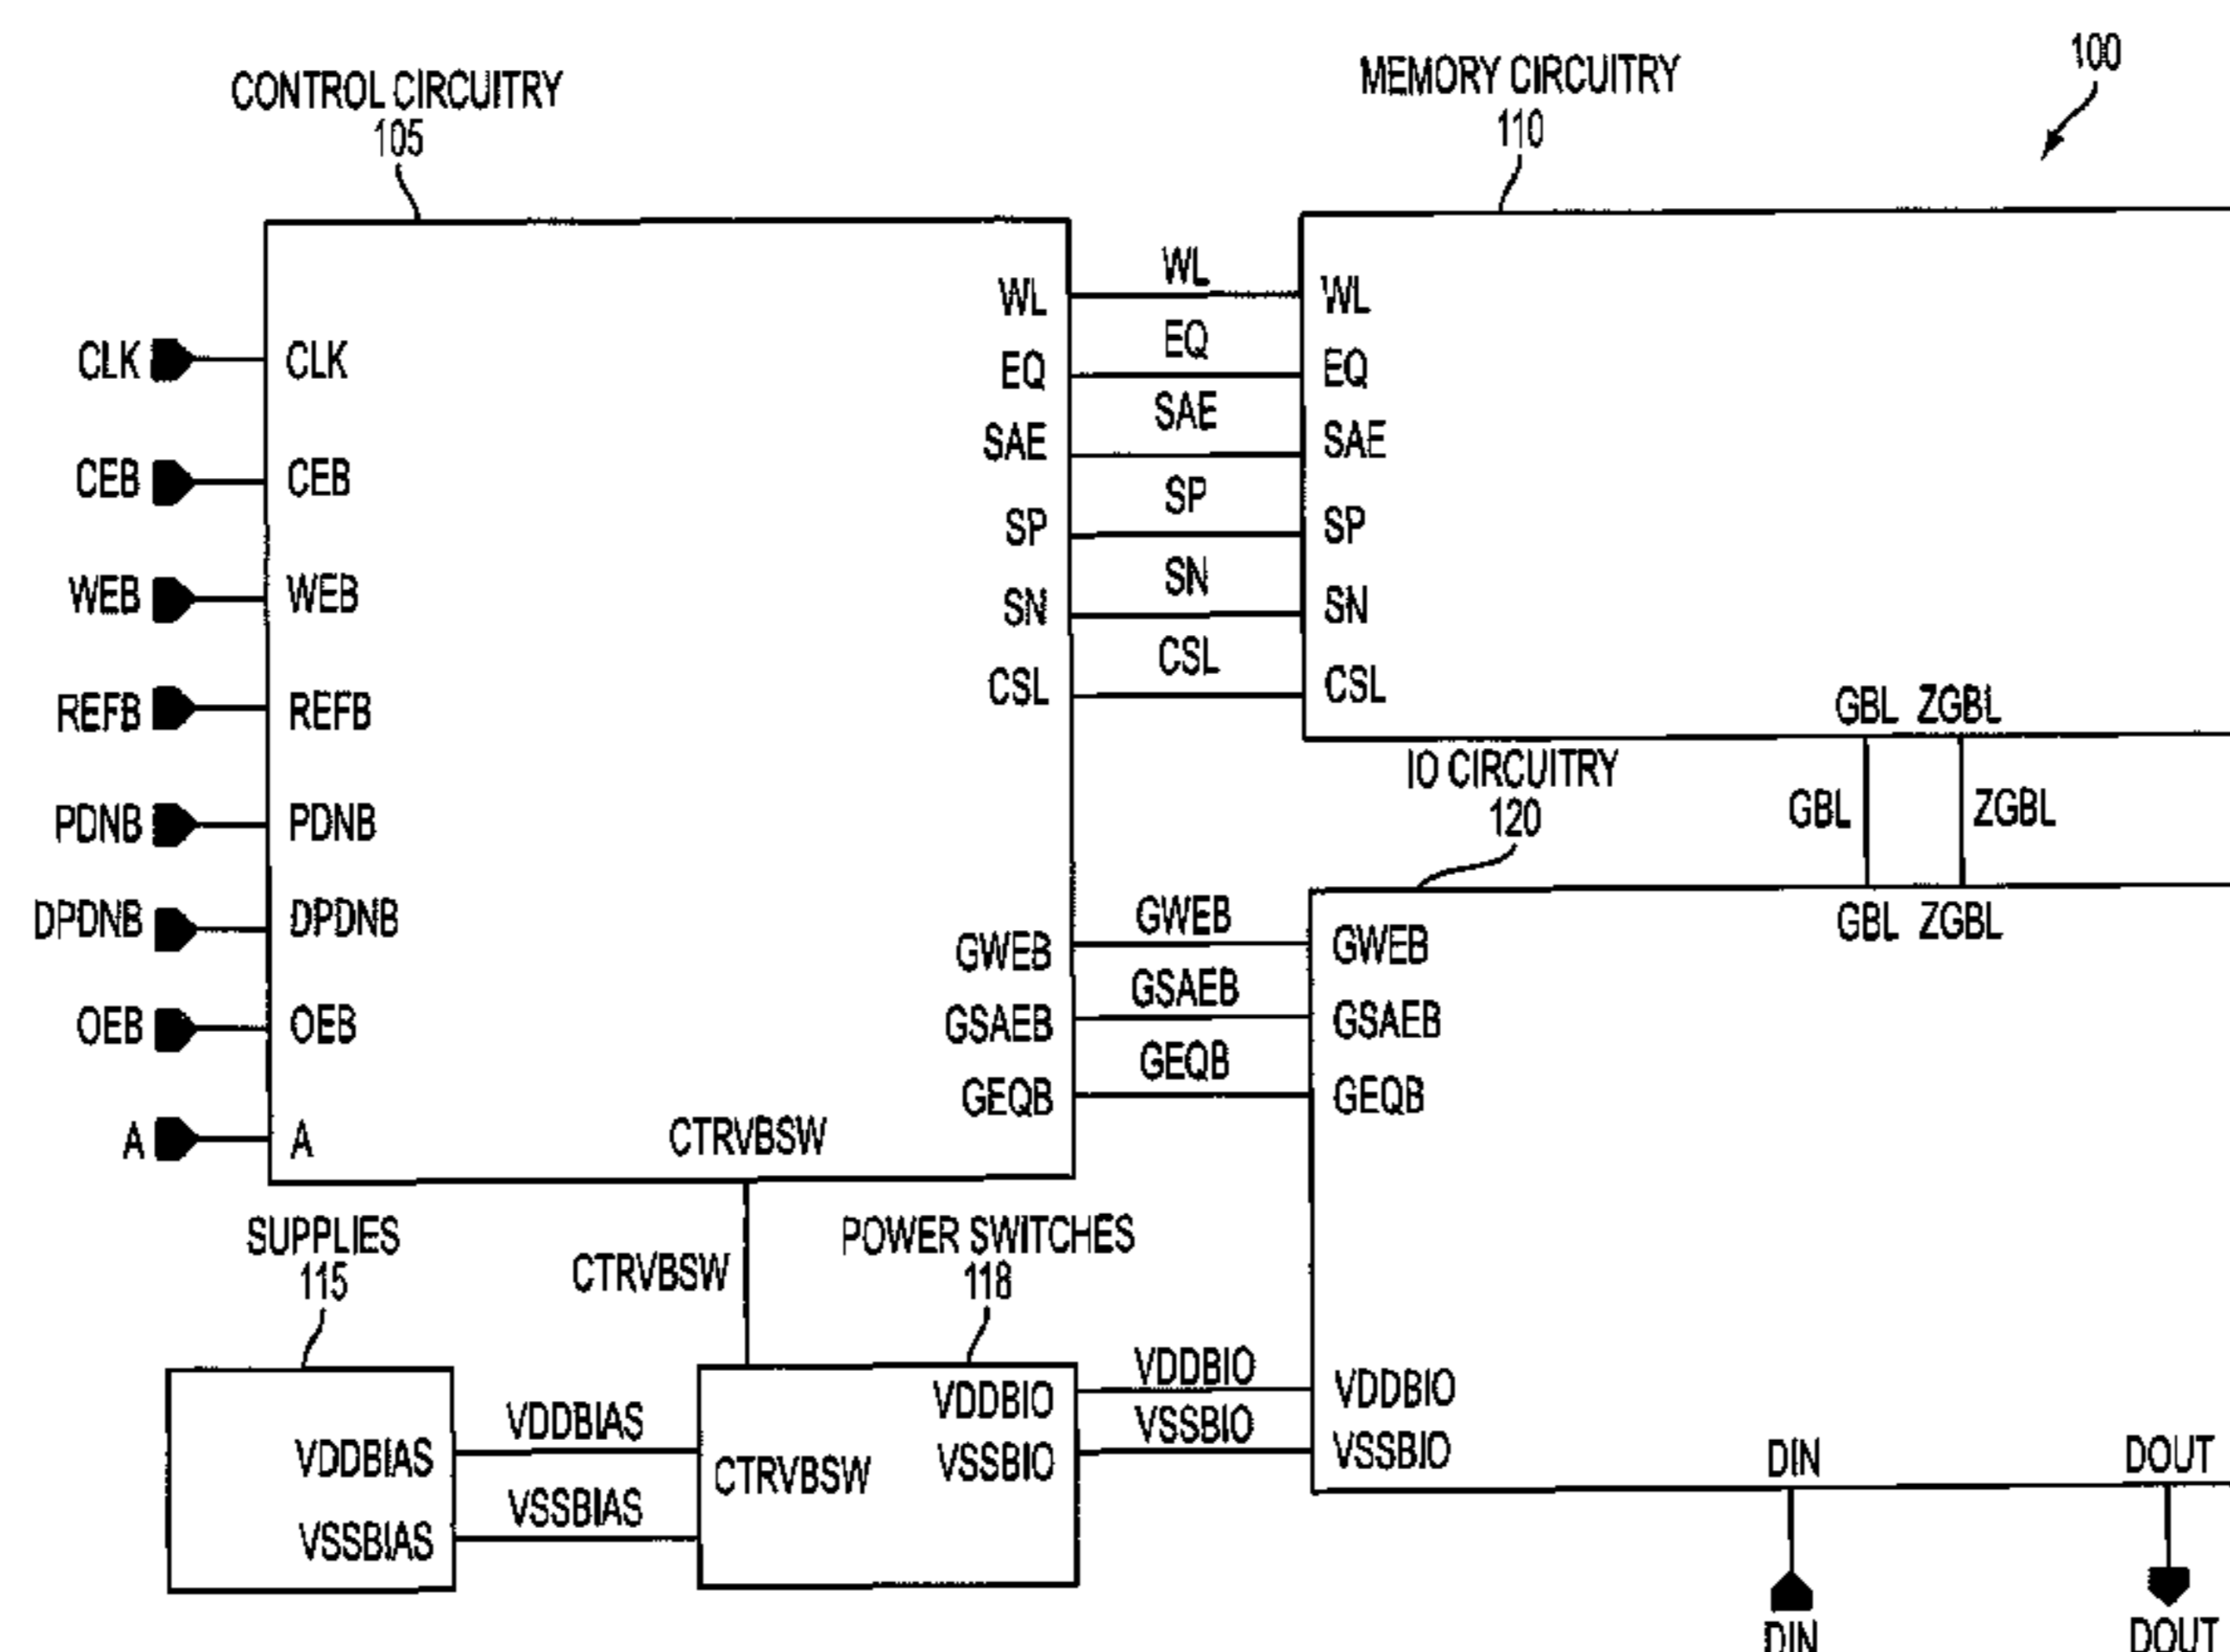 100
CONTROL CIRCUITRY
105
MEMORY CIRCUITRY
110
CLK
CLK
CEB
CEB
WEB
WEB
REFB
REFB
PDNB
PDNB
DPDNB
DPDNB
OEB
OEB
A
A
WL
WL
WL
EQ
EQ
EQ
SAE
SAE
SAE
SP
SP
SP
SN
SN
SN
CSL
CSL
CSL
GBL ZGBL
GBL
ZGBL
GBL ZGBL
IO CIRCUITRY
120
GWEB
GWEB
GWEB
GSAEB
GSAEB
GSAEB
GEQB
GEQB
GEQB
CTRVBSW
CTRVBSW
SUPPLIES
115
POWER SWITCHES
118
VDDBIAS
VDDBIAS
VSSBIAS
VSSBIAS
CTRVBSW
VDDBIO
VDDBIO
VDDBIO
VSSBIO
VSSBIO
VSSBIO
DIN
DOUT
DIN
DOUT